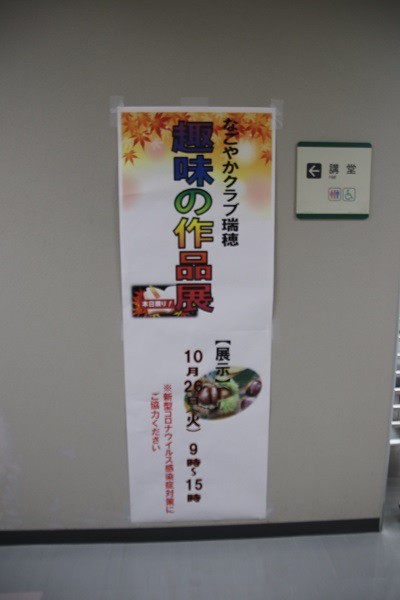 なごやかクラブ瑞穂
趣味の作品展
本日限り!
【展示】
10月26日(火) 9時~15時
※新型コロナウイルス感染症対策に
ご協力ください
講堂